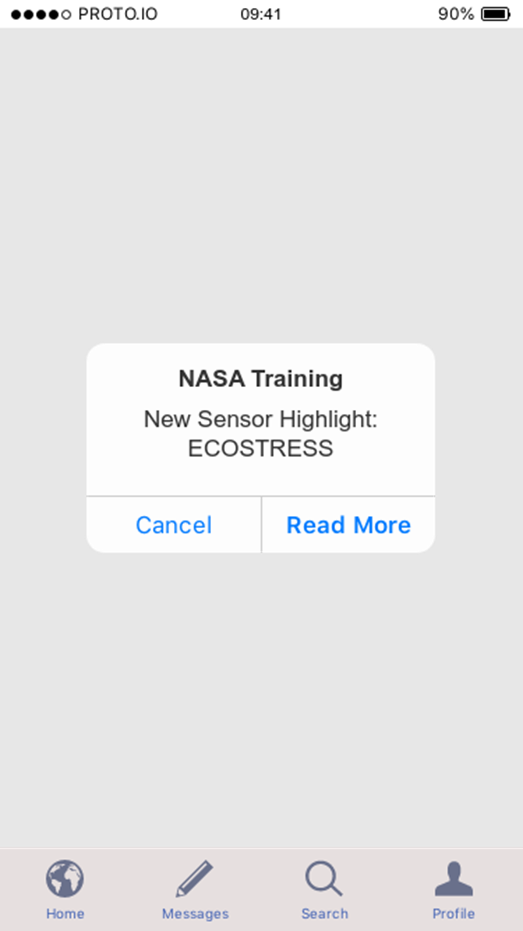 PROTO.IO 09:41 90%
NASA Training
New Sensor Highlight:
ECOSTRESS
Cancel Read More
Home Messages Search Profile